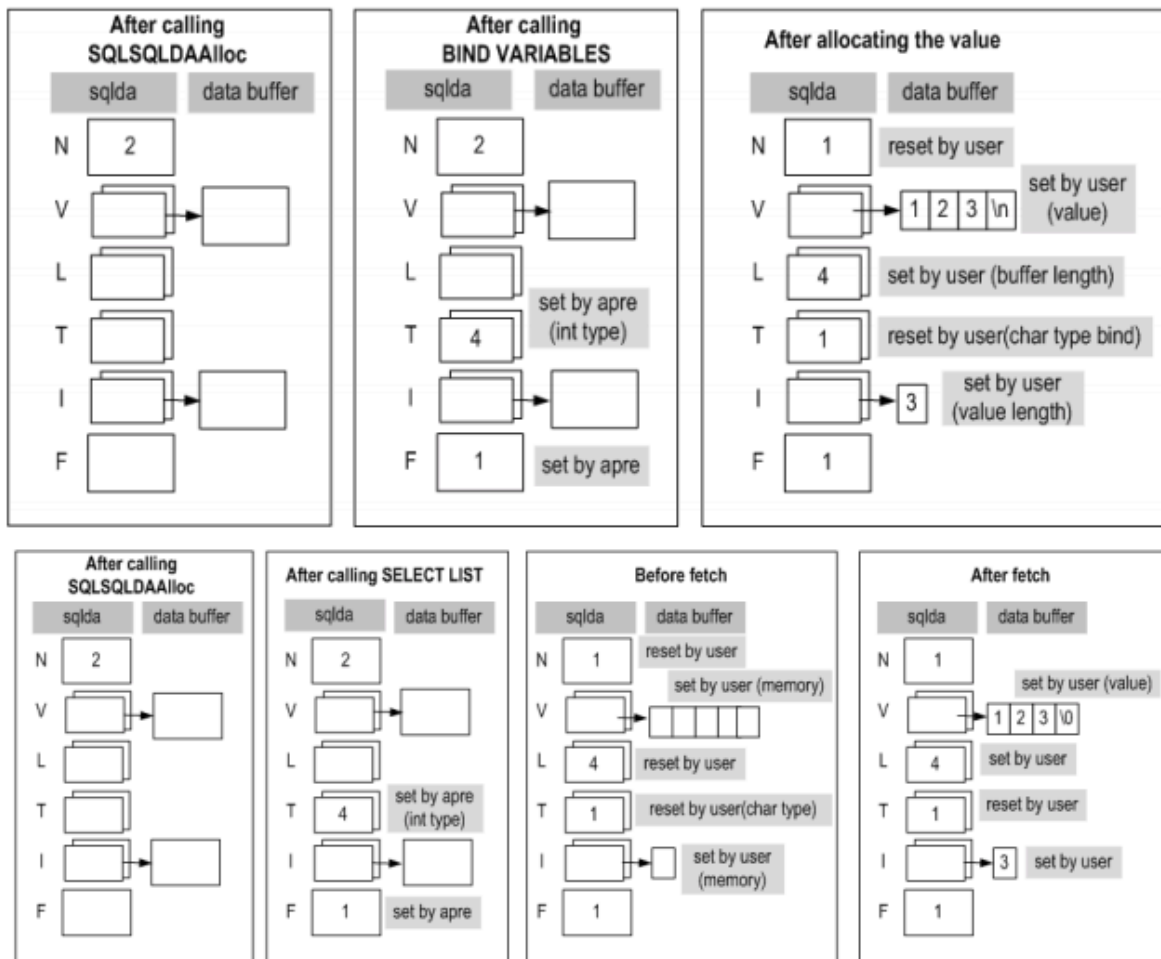 After calling
SQLSQLDAAlloc
sqlda data buffer
N 2
V
L
T
I
F
After calling
BIND VARIABLES
sqlda data buffer
N 2
V
L
set by apre
(int type)
T 4
I
F 1 set by apre
After allocating the value
sqlda data buffer
N 1 reset by user
set by user
(value)
V 1 2 3 \n
L 4 set by user (buffer length)
T 1 reset by user(char type bind)
set by user
(value length)
I 3
F 1
After calling
SQLSQLDAAlloc
sqlda data buffer
N 2
V
L
T
I
F
After calling SELECT LIST
sqlda data buffer
N 2
V
L
set by apre
(int type)
T 4
I
F 1 set by apre
Before fetch
sqlda data buffer
N 1 reset by user
set by user (memory)
V
L 4 reset by user
T 1 reset by user(char type)
I set by user
(memory)
F 1
After fetch
sqlda data buffer
N 1
set by user (value)
V 1 2 3 \0
L 4 set by user
T 1 reset by user
I 3 set by user
F 1